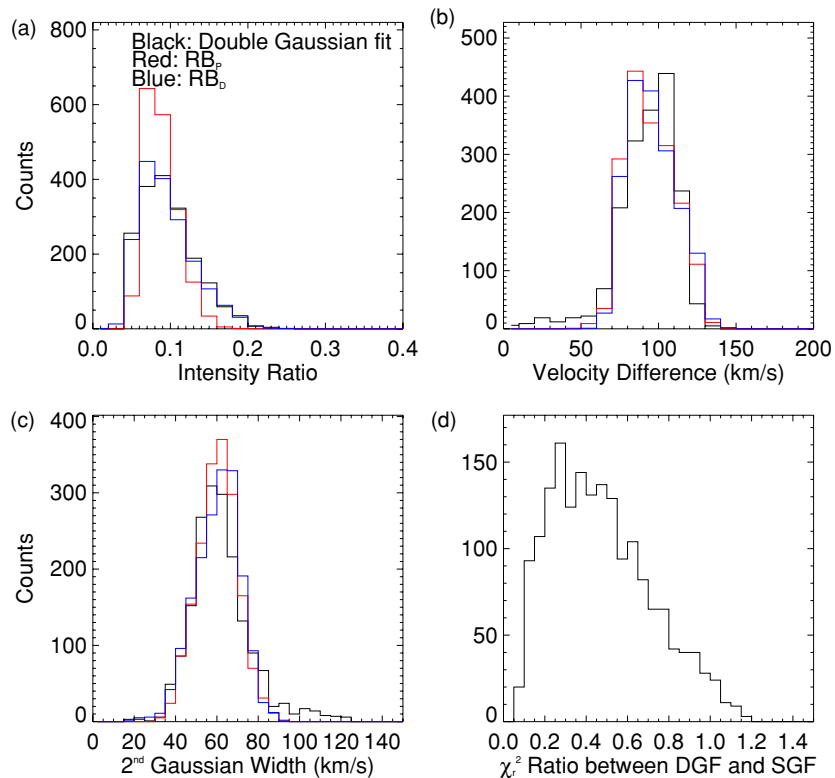 (a)
800
600
400
200
0
Counts
Black: Double Gaussian fit
Red: RB_P
Blue: RB_D
0.0 0.1 0.2 0.3 0.4
Intensity Ratio
(b)
500
400
300
200
100
0
0 50 100 150 200
Velocity Difference (km/s)
(c)
400
300
200
100
0
Counts
0 20 40 60 80 100 120 140
2nd Gaussian Width (km/s)
(d)
150
100
50
0
0.0 0.2 0.4 0.6 0.8 1.0 1.2 1.4
χr² Ratio between DGF and SGF